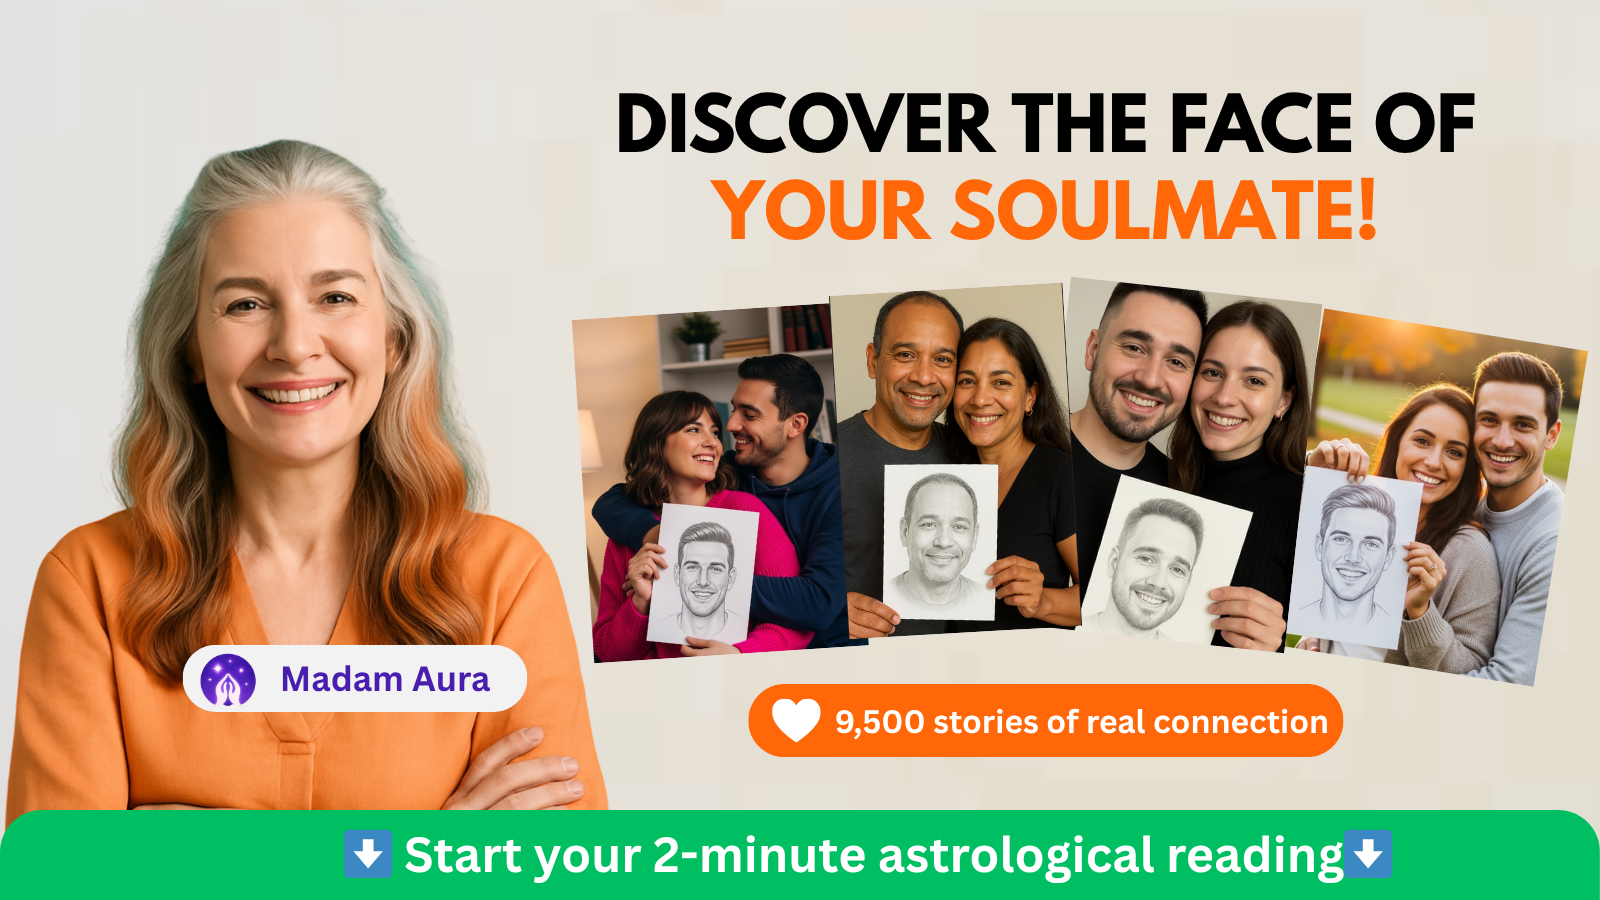 DISCOVER THE FACE OF
YOUR SOULMATE!
Madam Aura
9,500 stories of real connection
Start your 2-minute astrological reading